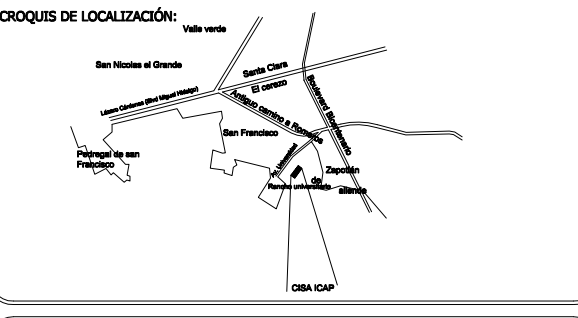 CROQUIS DE LOCALIZACIÓN:
Valle verde
San Nicolas el Grande
Santa Clara
El cerezo
Lázaro Cárdenas (Blvd Miguel Hidalgo)
Boulevard Bicentenario
Antiguo camino a Romeros
San Francisco
Pedregal de san
Francisco
Av. Universidad
Zapotlán
de
allende
Rancho universitario
CISA ICAP